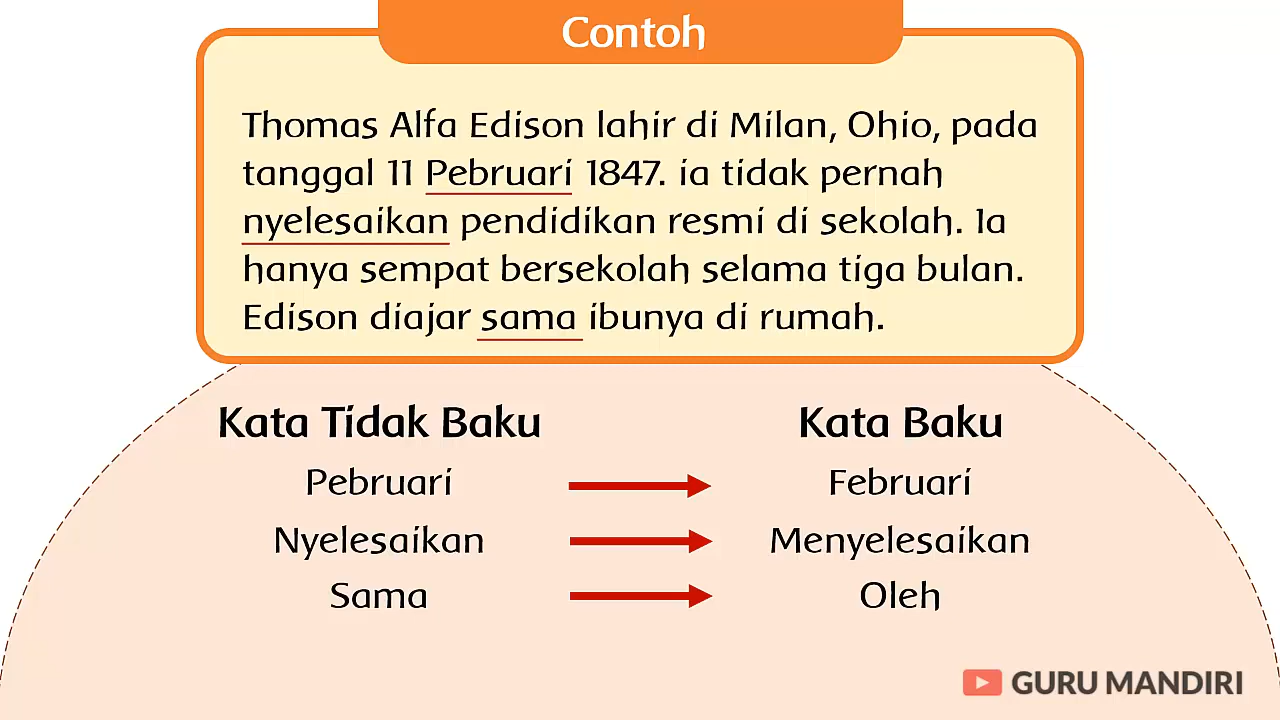 Contoh
Thomas Alfa Edison lahir di Milan, Ohio, pada
tanggal 11 Pebruari 1847. ia tidak pernah
nyelesaikan pendidikan resmi di sekolah. Ia
hanya sempat bersekolah selama tiga bulan.
Edison diajar sama ibunya di rumah.
Kata Tidak Baku Kata Baku
Pebruari Februari
Nyelesaikan Menyelesaikan
Sama Oleh
GURU MANDIRI